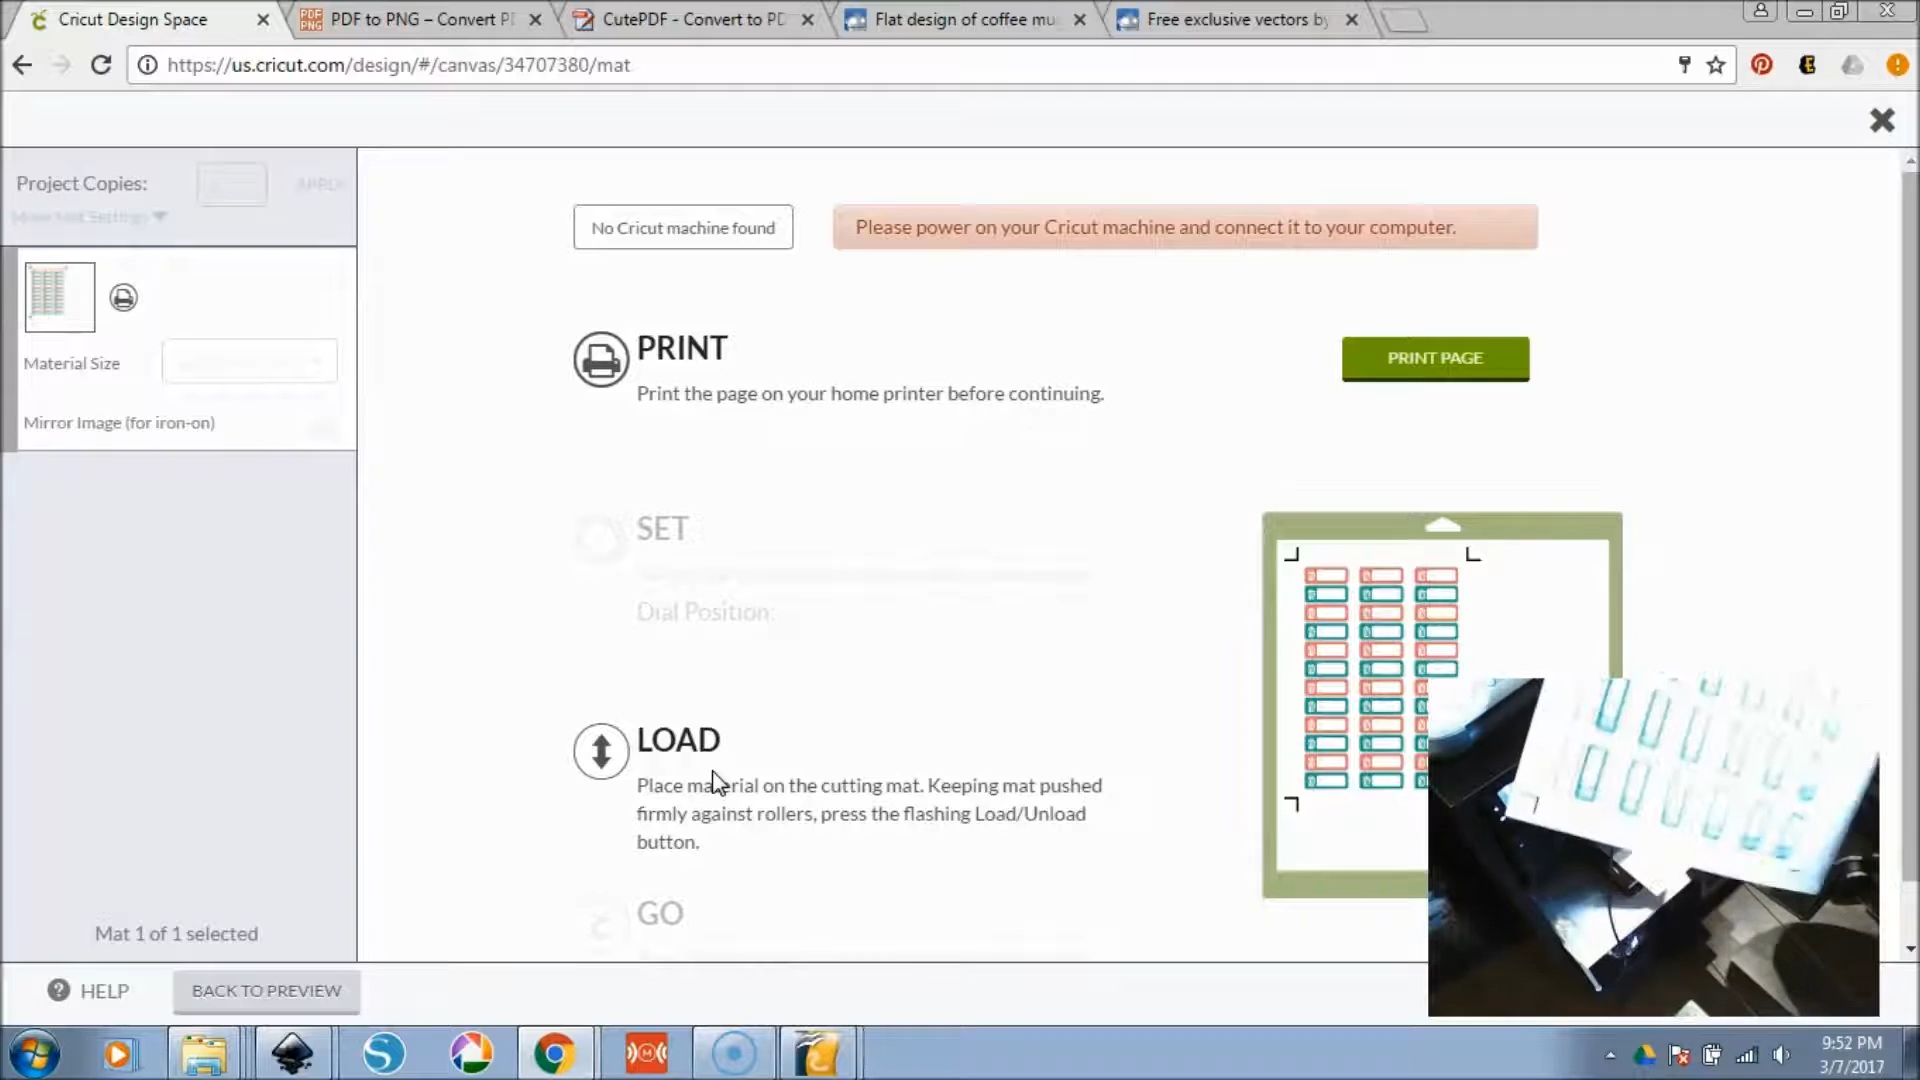 Cricut Design Space
PDF to PNG – Convert P
CutePDF - Convert to PD
Flat design of coffee mu
Free exclusive vectors by
https://us.cricut.com/design/#/canvas/34707380/mat
Project Copies:
APPLY
More Mat Settings
No Cricut machine found
Please power on your Cricut machine and connect it to your computer.
Material Size
Mirror Image (for iron-on)
PRINT
Print the page on your home printer before continuing.
PRINT PAGE
SET
Dial Position:
LOAD
Place material on the cutting mat. Keeping mat pushed
firmly against rollers, press the flashing Load/Unload
button.
GO
Mat 1 of 1 selected
HELP
BACK TO PREVIEW
9:52 PM
3/7/2017